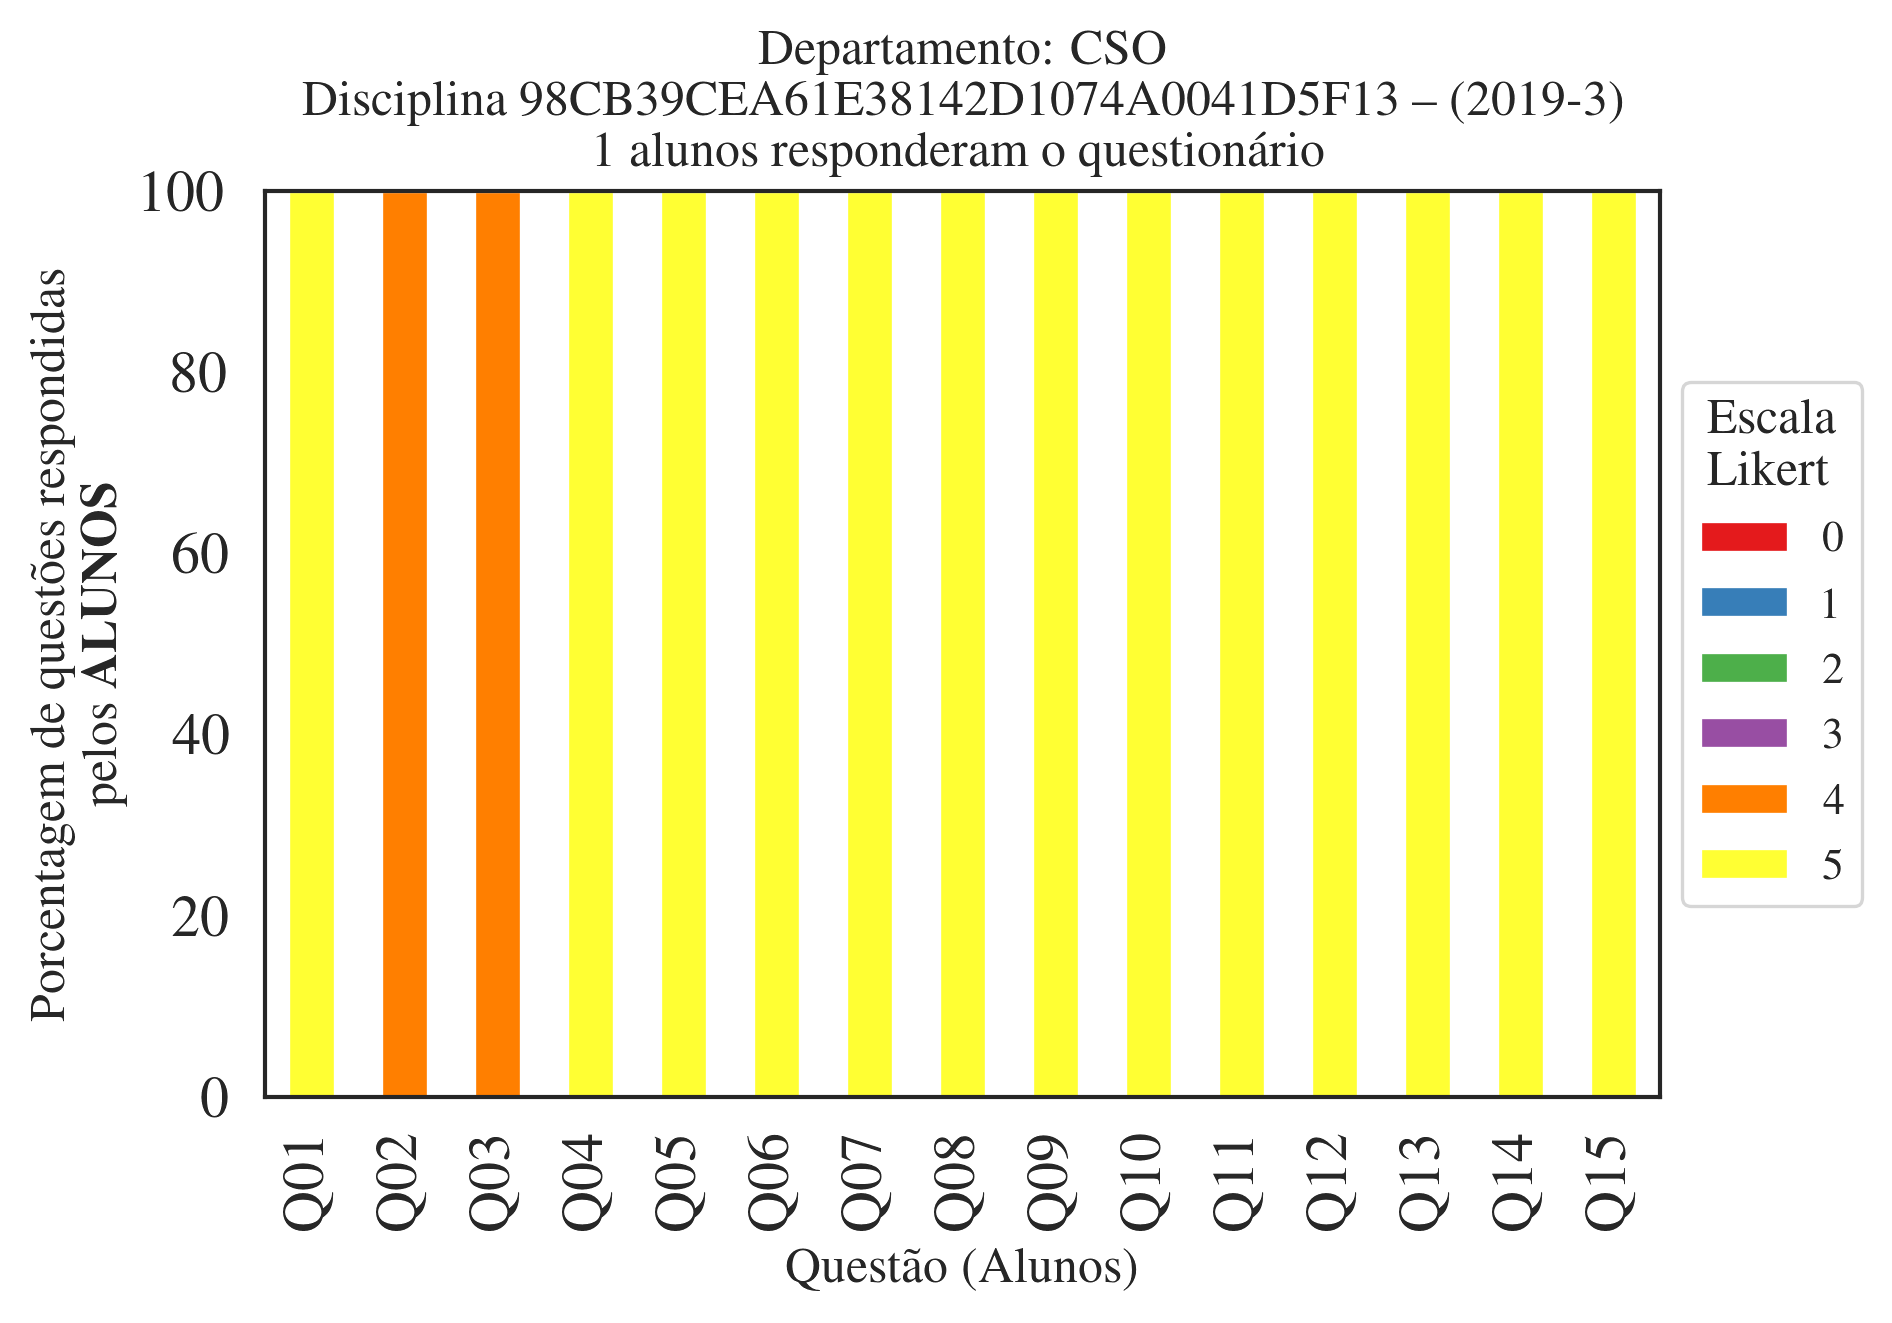 Departamento: CSO
Disciplina 98CB39CEA61E38142D1074A0041D5F13 – (2019-3)
1 alunos responderam o questionário
Porcentagem de questões respondidas
pelos ALUNOS
100
80
60
40
20
0
Q01
Q02
Q03
Q04
Q05
Q06
Q07
Q08
Q09
Q10
Q11
Q12
Q13
Q14
Q15
Questão (Alunos)
Escala
Likert
0
1
2
3
4
5